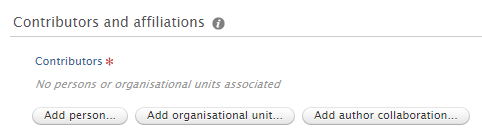 Contributors and affiliations
Contributors *
No persons or organisational units associated
Add person... Add organisational unit... Add author collaboration...